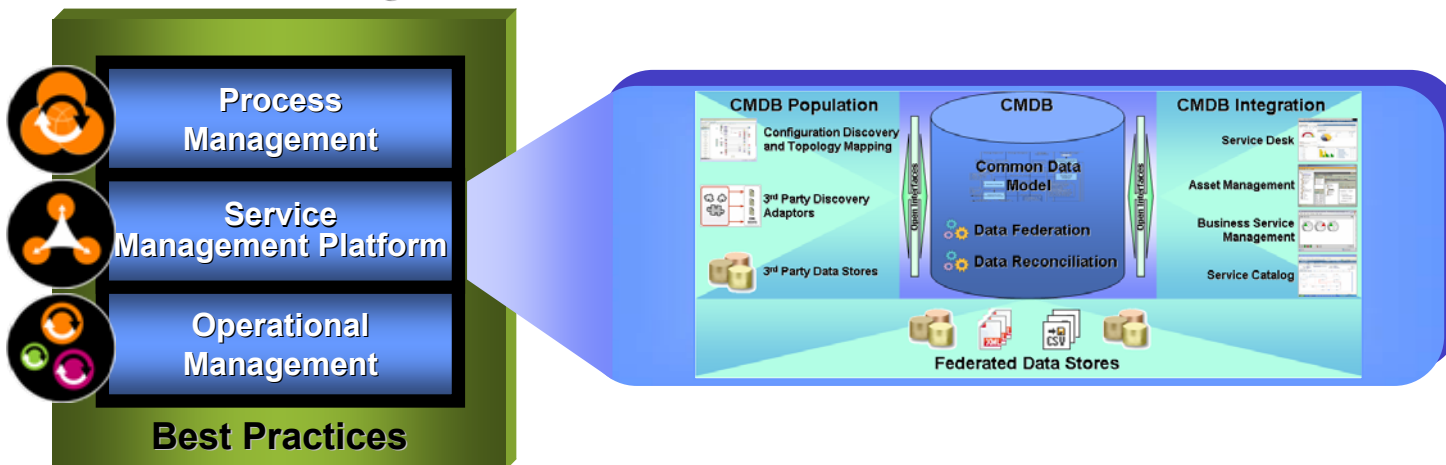 Process
Management
Service
Management Platform
Operational
Management
Best Practices
CMDB Population
Configuration Discovery
and Topology Mapping
3rd Party Discovery
Adaptors
3rd Party Data Stores
Open Interfaces
CMDB
Common Data
Model
Data Federation
Data Reconciliation
Open Interfaces
CMDB Integration
Service Desk
Asset Management
Business Service
Management
Service Catalog
XML
CSV
Federated Data Stores